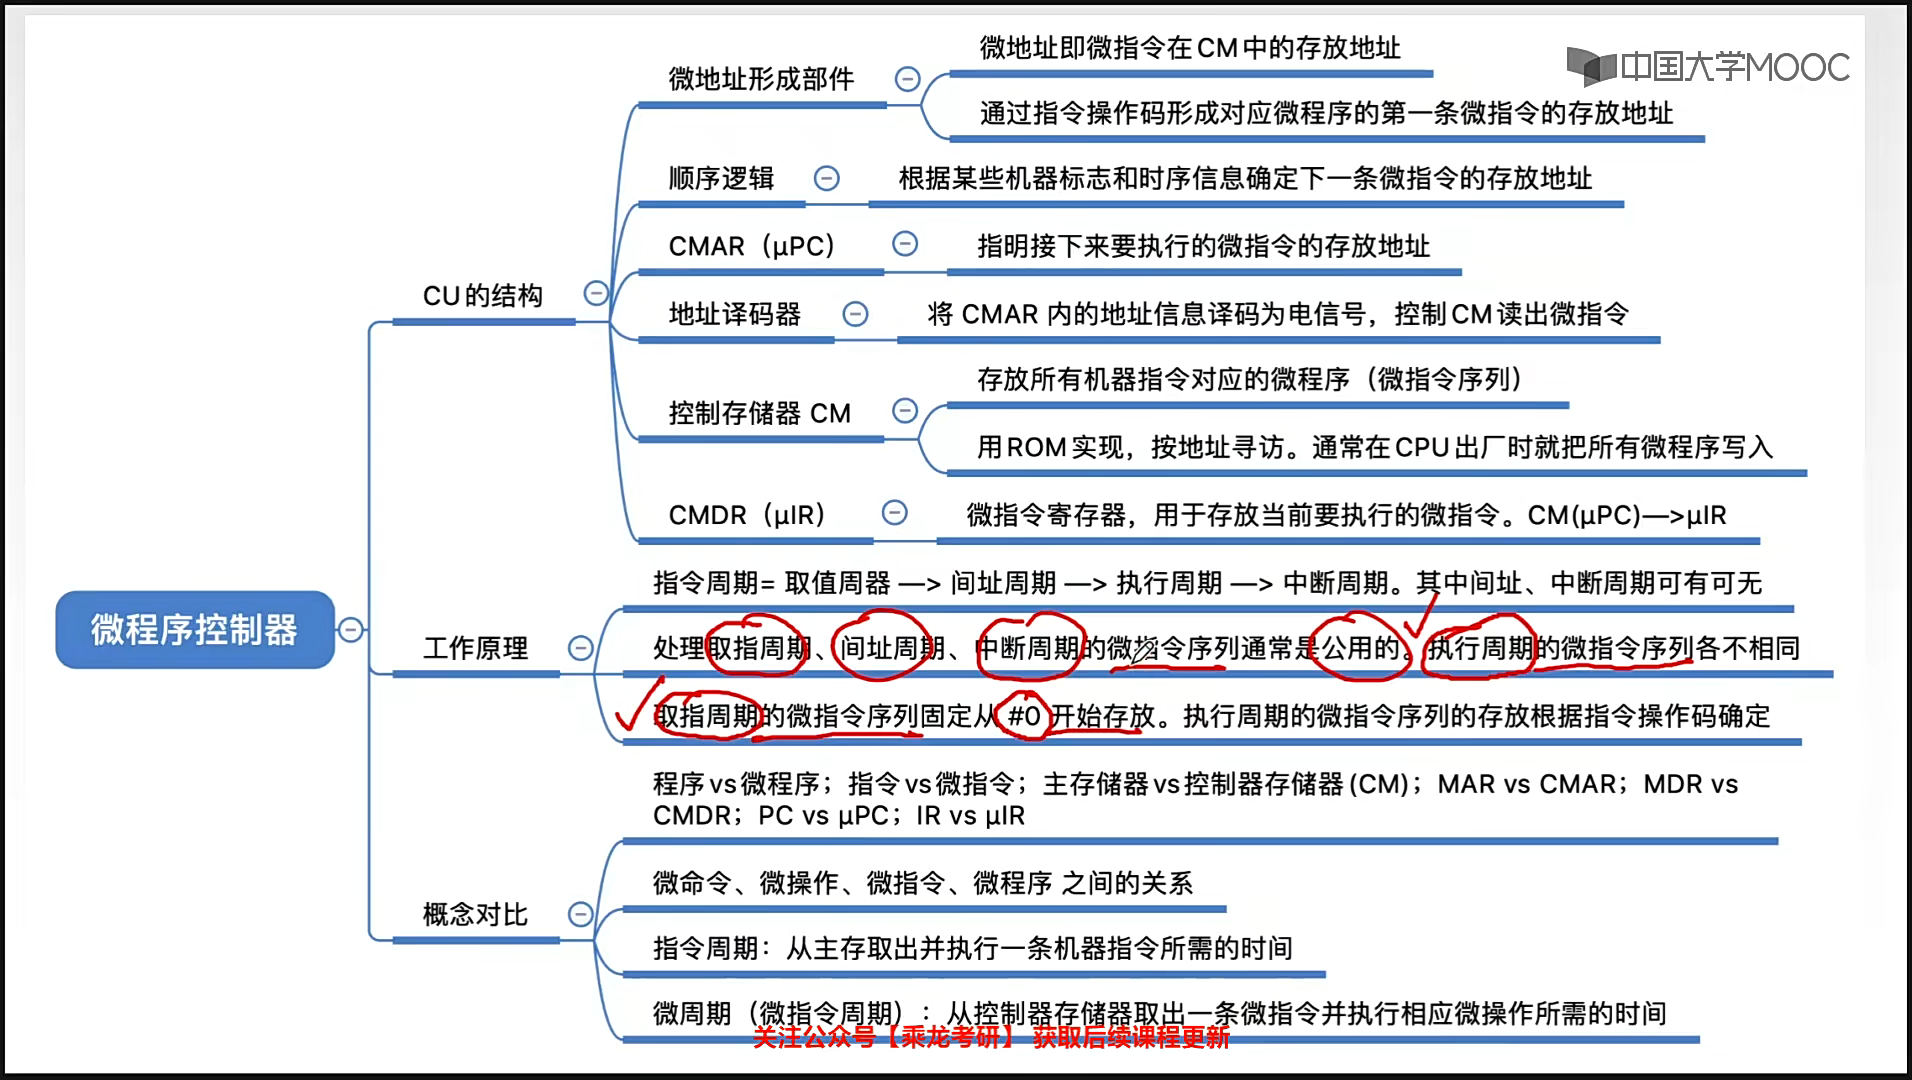 中国大学MOOC
微程序控制器
CU的结构
微地址形成部件
微地址即微指令在CM中的存放地址
通过指令操作码形成对应微程序的第一条微指令的存放地址
顺序逻辑
根据某些机器标志和时序信息确定下一条微指令的存放地址
CMAR（μPC）
指明接下来要执行的微指令的存放地址
地址译码器
将 CMAR 内的地址信息译码为电信号，控制CM读出微指令
控制存储器 CM
存放所有机器指令对应的微程序（微指令序列）
用ROM实现，按地址寻访。通常在CPU出厂时就把所有微程序写入
CMDR（μIR）
微指令寄存器，用于存放当前要执行的微指令。CM(μPC)—>μIR
工作原理
指令周期= 取值周器 —> 间址周期 —> 执行周期 —> 中断周期。其中间址、中断周期可有可无
处理取指周期、间址周期、中断周期的微指令序列通常是公用的。执行周期的微指令序列各不相同
取指周期的微指令序列固定从 #0 开始存放。执行周期的微指令序列的存放根据指令操作码确定
概念对比
程序vs微程序；指令vs微指令；主存储器vs控制器存储器(CM)；MAR vs CMAR；MDR vs
CMDR；PC vs μPC；IR vs μIR
微命令、微操作、微指令、微程序 之间的关系
指令周期：从主存取出并执行一条机器指令所需的时间
微周期（微指令周期）：从控制器存储器取出一条微指令并执行相应微操作所需的时间
关注公众号【乘龙考研】 获取后续课程更新